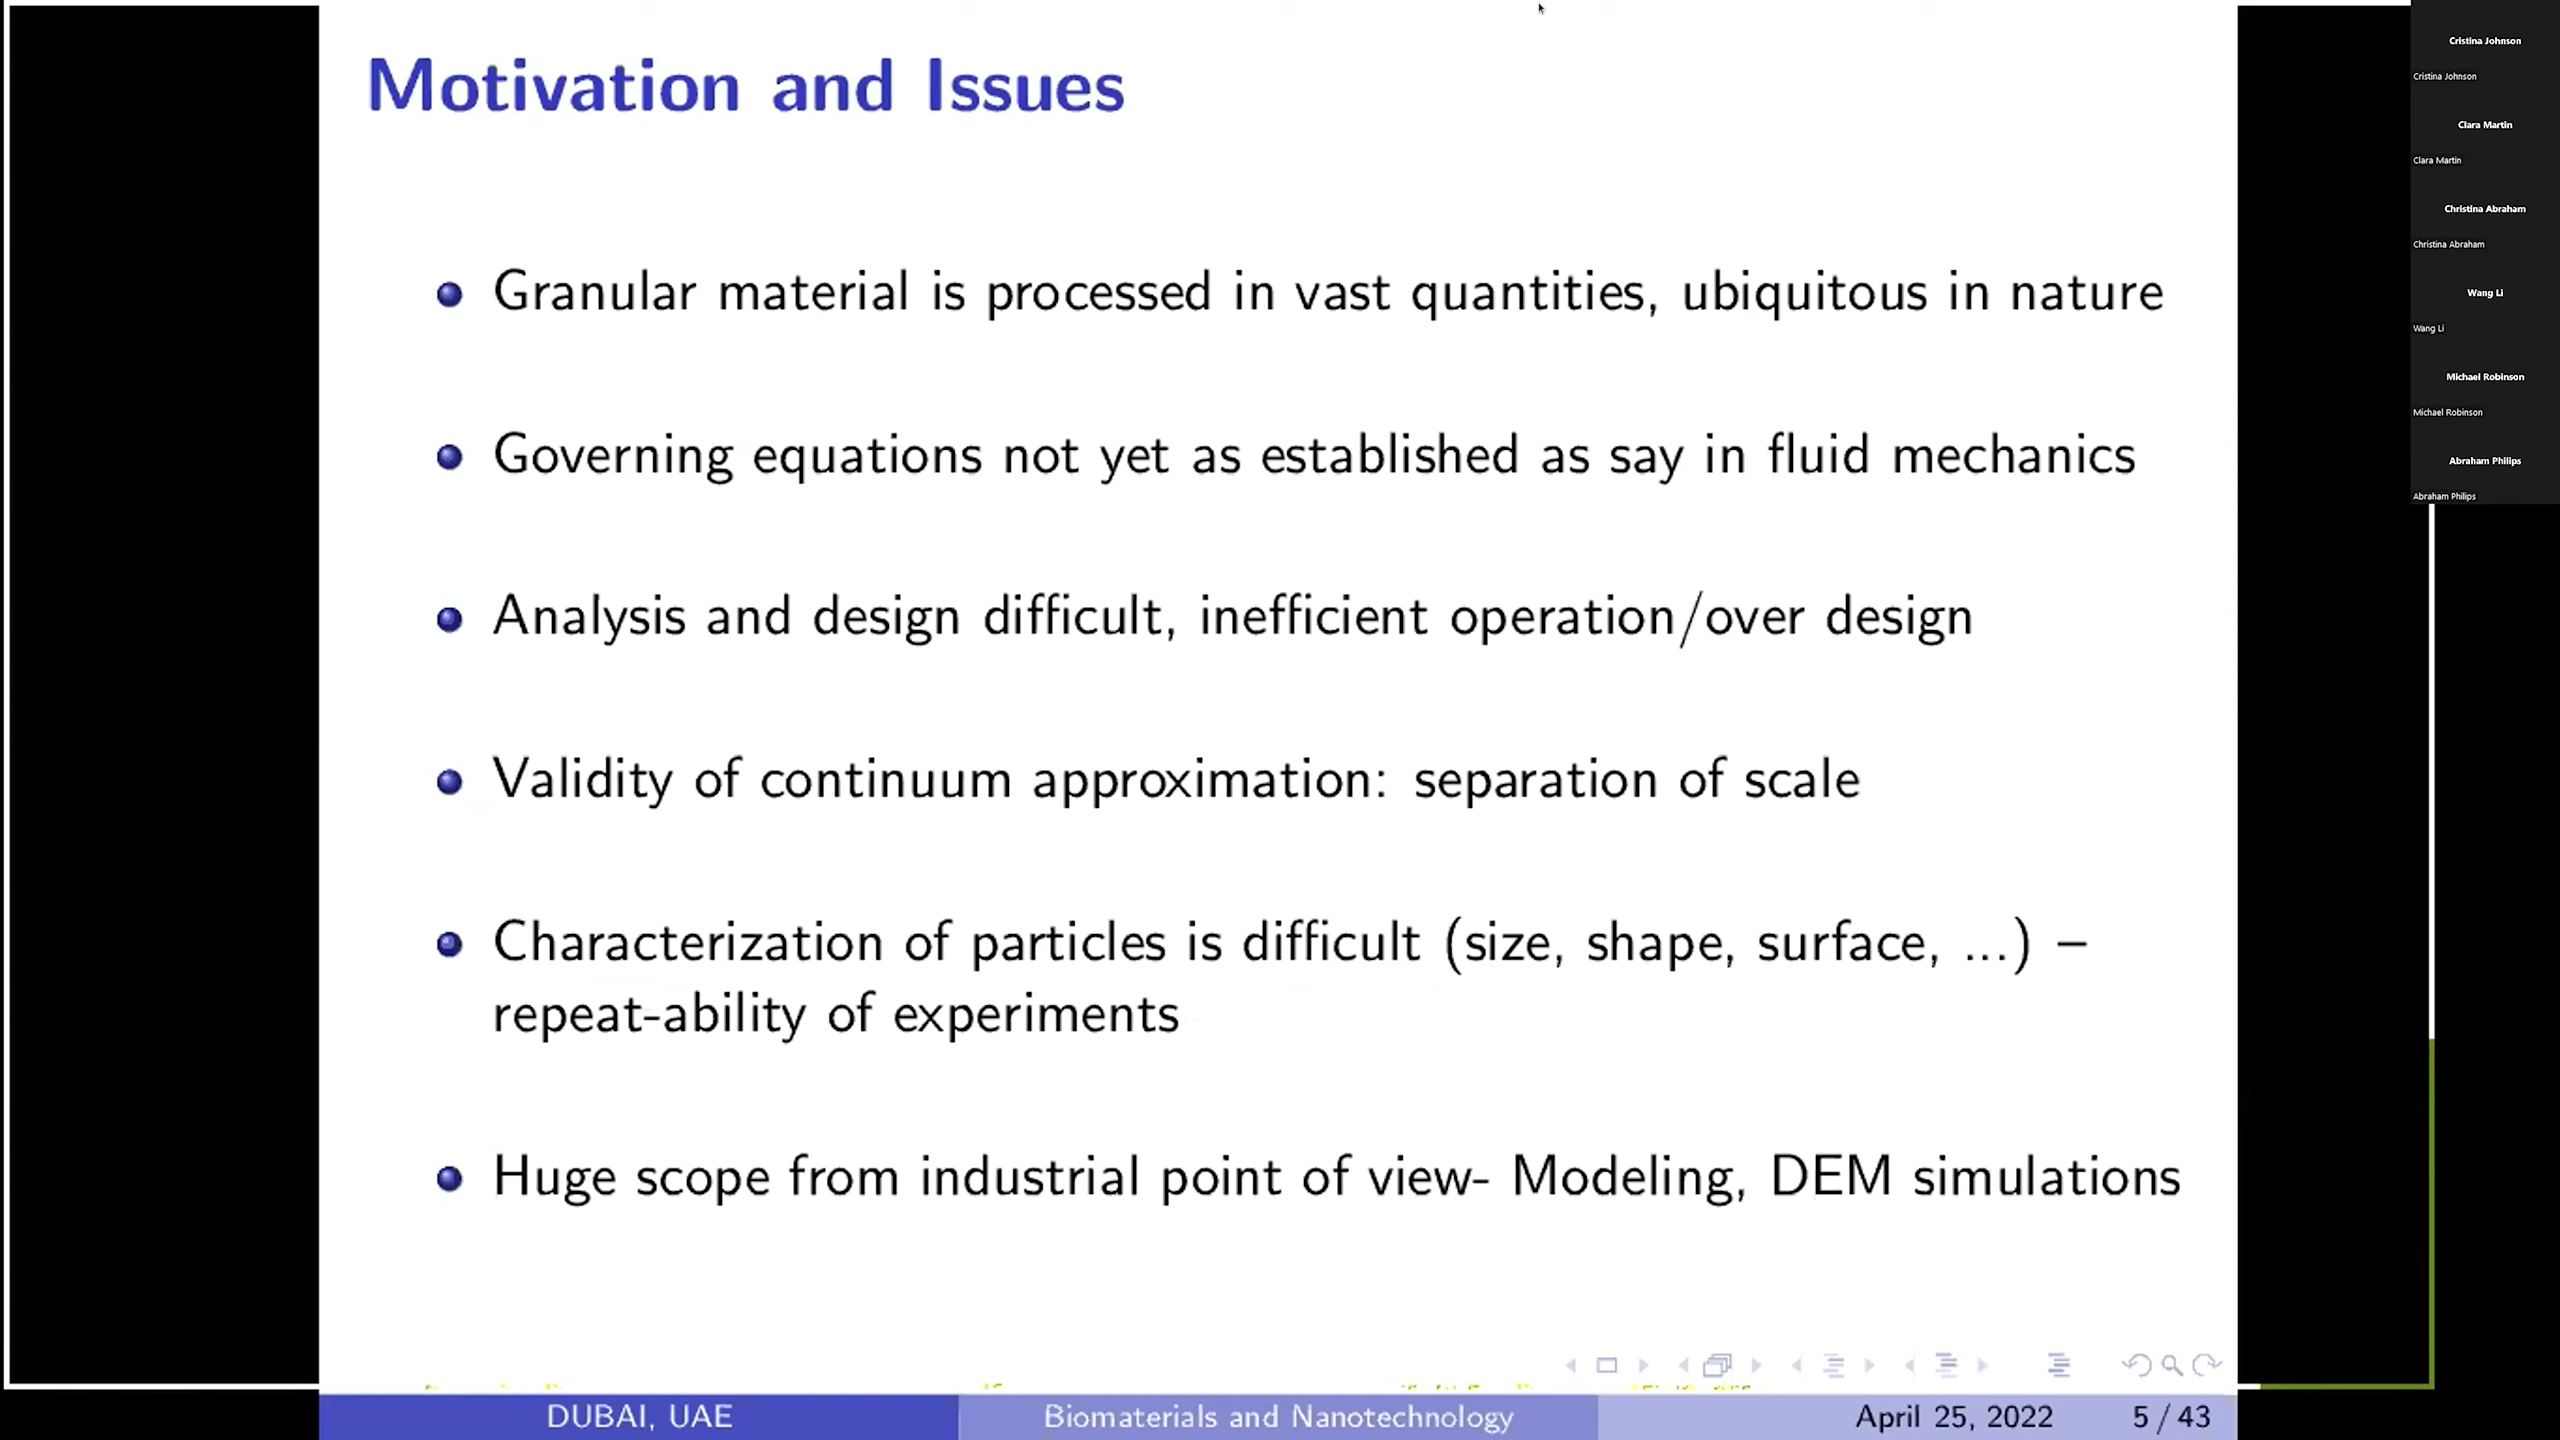 Motivation and Issues
Granular material is processed in vast quantities, ubiquitous in nature
Governing equations not yet as established as say in fluid mechanics
Analysis and design difficult, inefficient operation/over design
Validity of continuum approximation: separation of scale
Characterization of particles is difficult (size, shape, surface, ...) –
repeat-ability of experiments
Huge scope from industrial point of view- Modeling, DEM simulations
DUBAI, UAE
Biomaterials and Nanotechnology
April 25, 2022
5 / 43
Cristina Johnson
Cristina Johnson
Clara Martin
Clara Martin
Christina Abraham
Christina Abraham
Wang Li
Wang Li
Michael Robinson
Michael Robinson
Abraham Philips
Abraham Philips